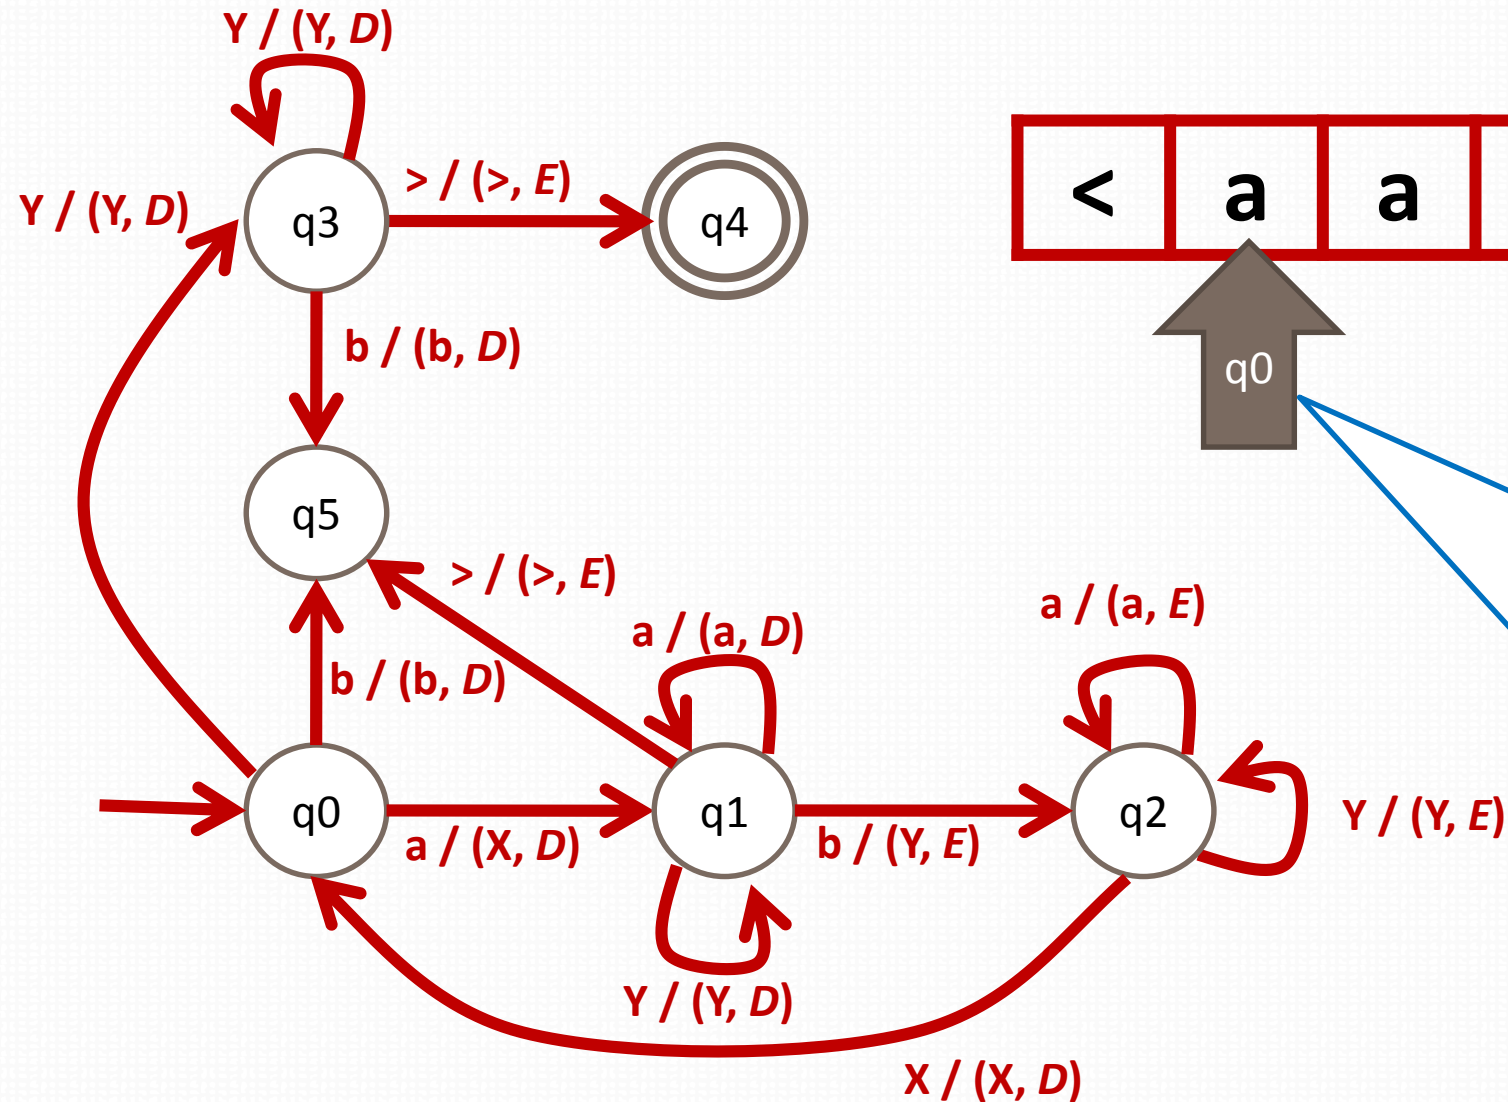 Y / (Y, D)
< a a
Y / (Y, D)
q3
> / (>, E)
q4
b / (b, D)
q0
q5
> / (>, E)
a / (a, D)
a / (a, E)
b / (b, D)
q0
a / (X, D)
q1
b / (Y, E)
q2
Y / (Y, E)
Y / (Y, D)
X / (X, D)